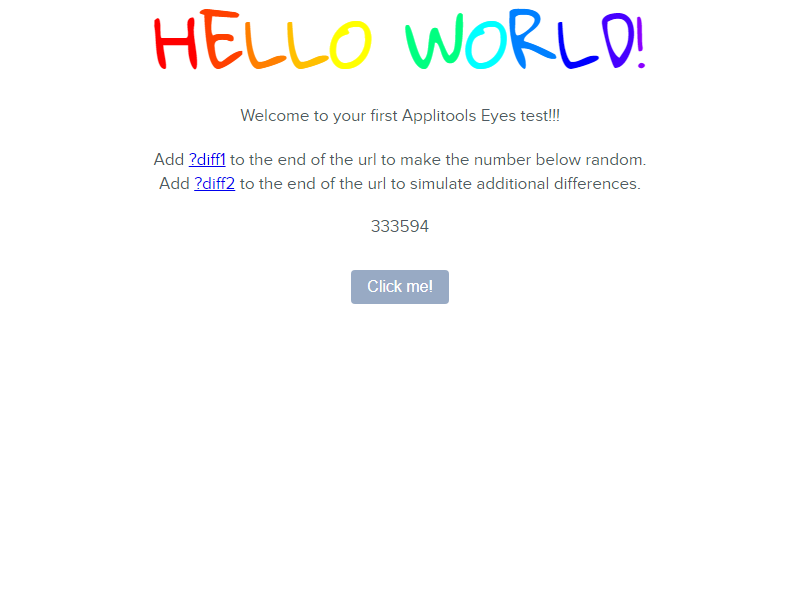 HELLO WORLD!
Welcome to your first Applitools Eyes test!!!
Add ?diff1 to the end of the url to make the number below random.
Add ?diff2 to the end of the url to simulate additional differences.
333594
Click me!